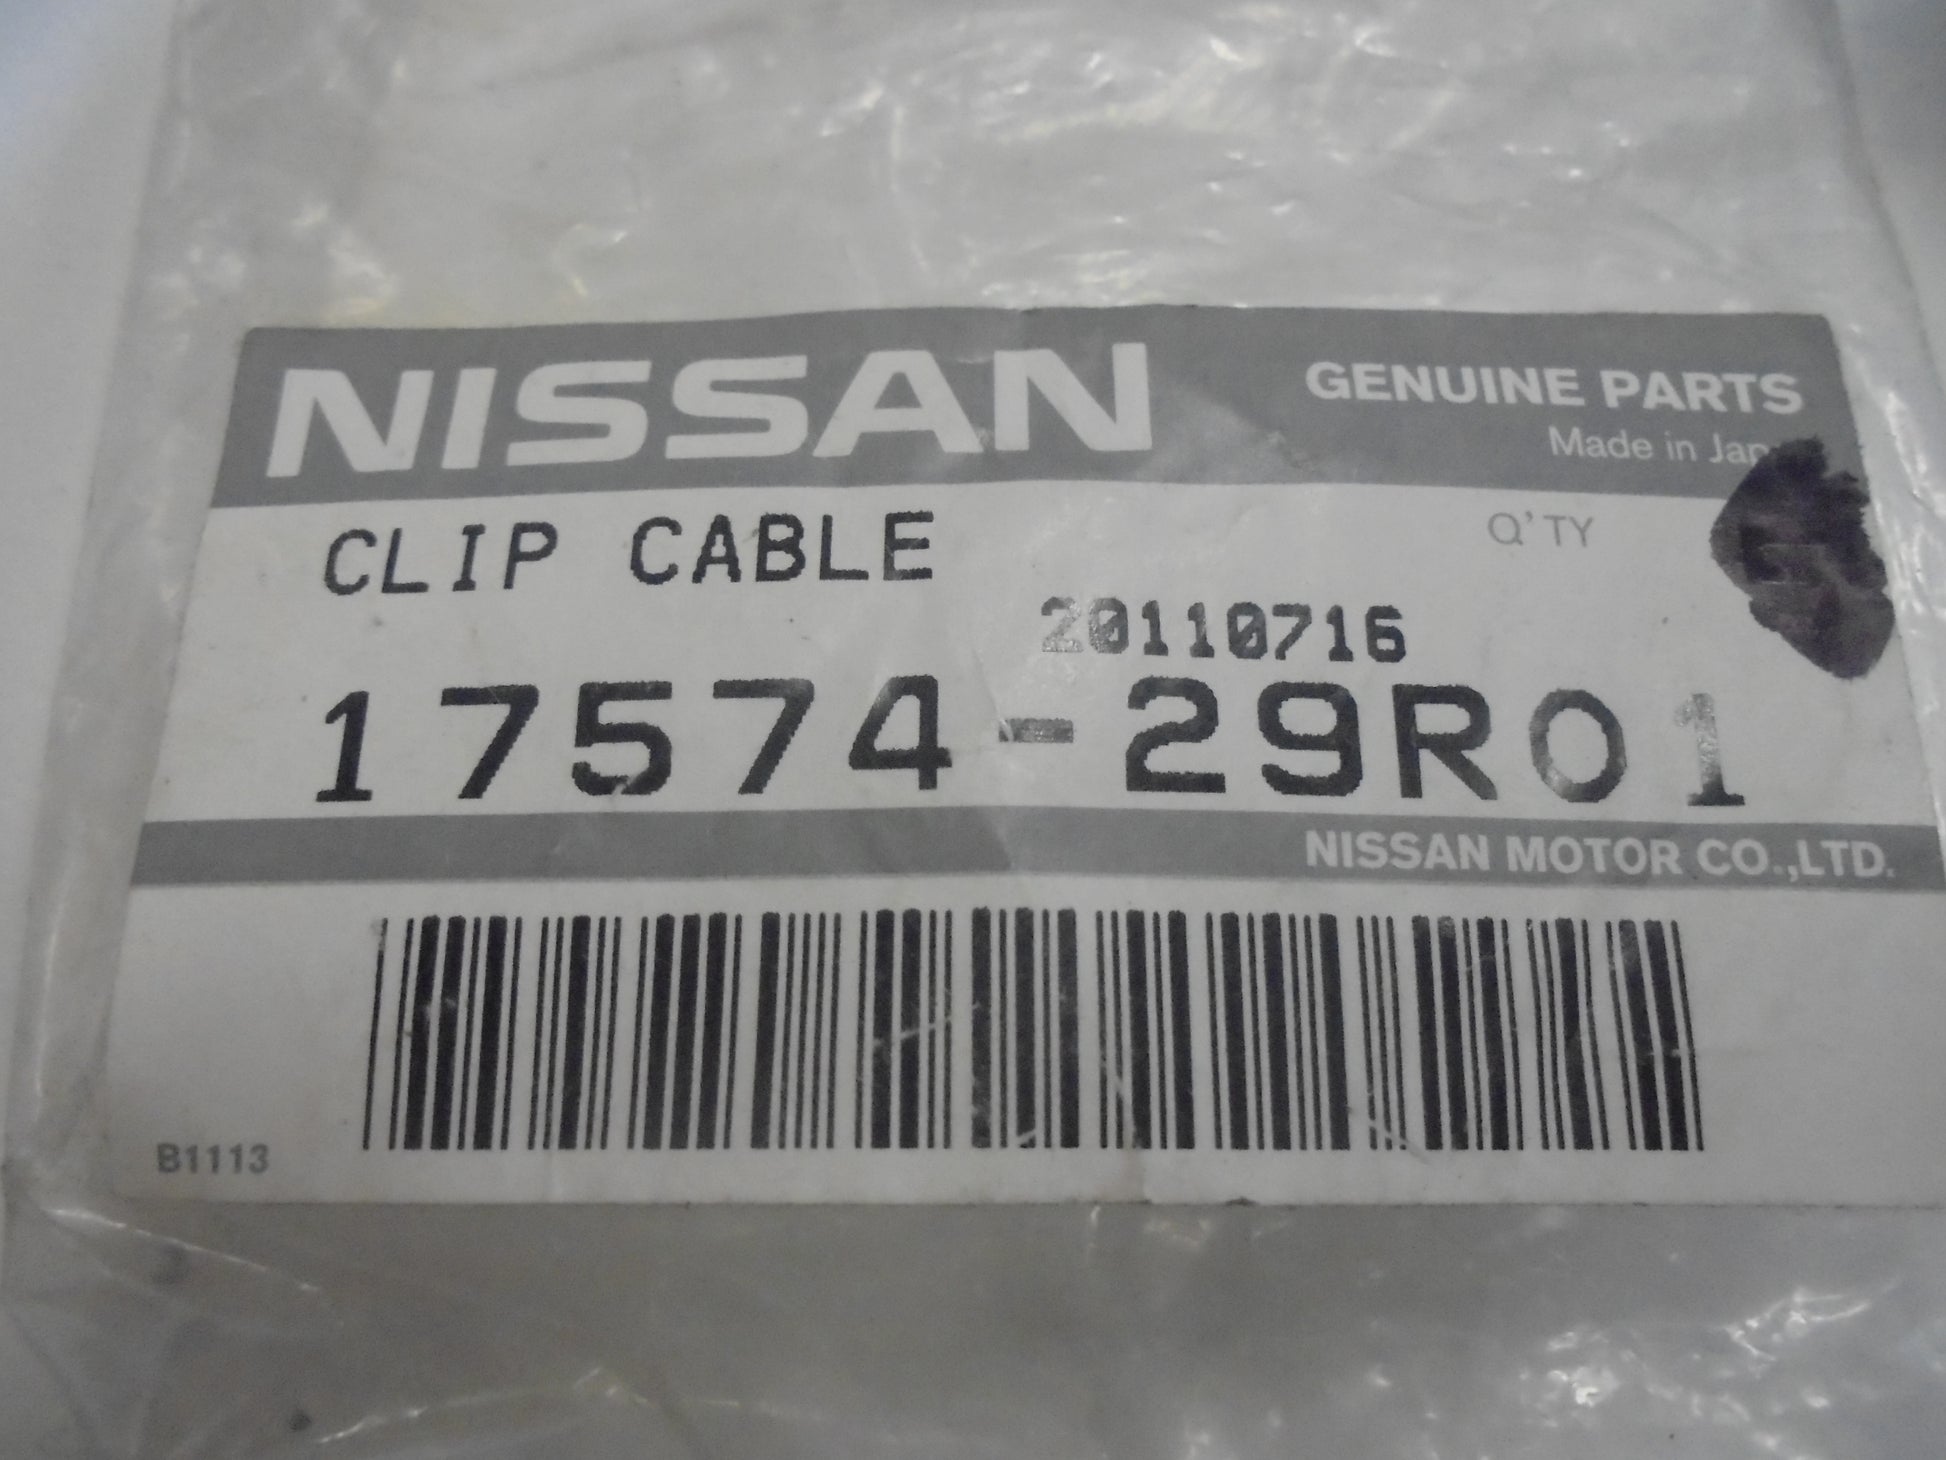 NISSAN
GENUINE PARTS
Made in Jap
CLIP CABLE
Q'TY
20110716
17574-29R01
NISSAN MOTOR CO.,LTD.
B1113